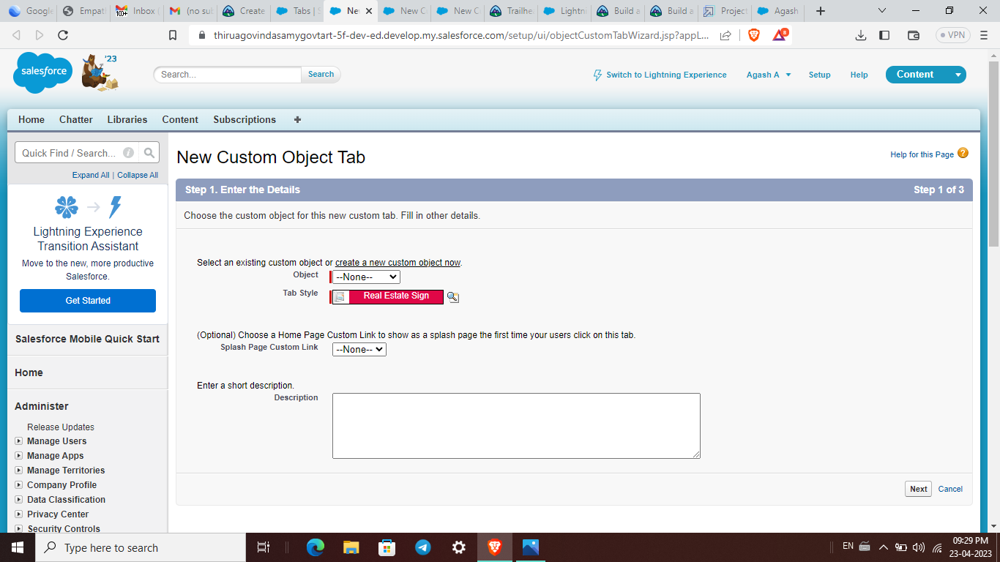 Google
Empat
100+
Inbox (
(no sub
Create
Tabs | S
Nev
New C
New C
Trailhe
Lightni
Build a
Build a
Project
Agash
thiruagovindasamygovtart-5f-dev-ed.develop.my.salesforce.com/setup/ui/objectCustomTabWizard.jsp?appL...
8
VPN
salesforce
'23
Search...
Search
Switch to Lightning Experience
Agash A
Setup
Help
Content
Home
Chatter
Libraries
Content
Subscriptions
+
Quick Find / Search...
Expand All | Collapse All
Lightning Experience
Transition Assistant
Move to the new, more productive
Salesforce.
Get Started
Salesforce Mobile Quick Start
Home
Administer
Release Updates
Manage Users
Manage Apps
Manage Territories
Company Profile
Data Classification
Privacy Center
Security Controls
New Custom Object Tab
Help for this Page
Step 1. Enter the Details
Step 1 of 3
Choose the custom object for this new custom tab. Fill in other details.
Select an existing custom object or create a new custom object now.
Object
--None--
Tab Style
Real Estate Sign
(Optional) Choose a Home Page Custom Link to show as a splash page the first time your users click on this tab.
Splash Page Custom Link
--None--
Enter a short description.
Description
Next
Cancel
Type here to search
EN
09:29 PM
23-04-2023